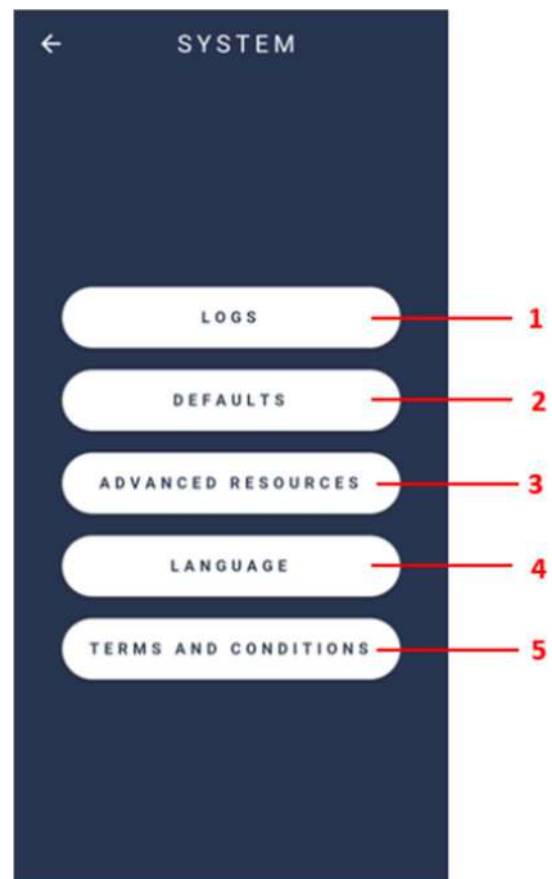 SYSTEM
LOGS 1
DEFAULTS 2
ADVANCED RESOURCES 3
LANGUAGE 4
TERMS AND CONDITIONS 5